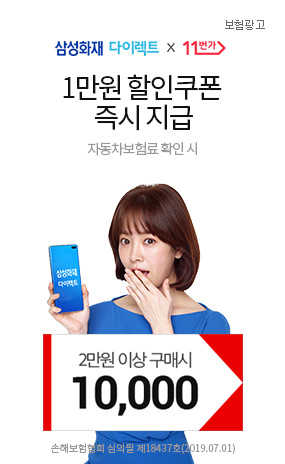 보험광고
삼성화재 다이렉트 X 11번가
1만원 할인쿠폰
즉시 지급
자동차보험료 확인 시
삼성화재
다이렉트
2만원 이상 구매시
10,000
손해보험협회 심의필 제18437호(2019.07.01)